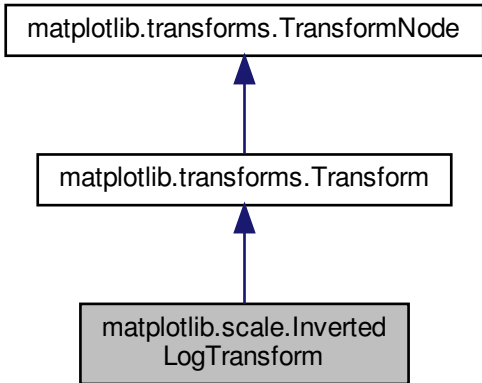 matplotlib.transforms.TransformNode
matplotlib.transforms.Transform
matplotlib.scale.Inverted
LogTransform